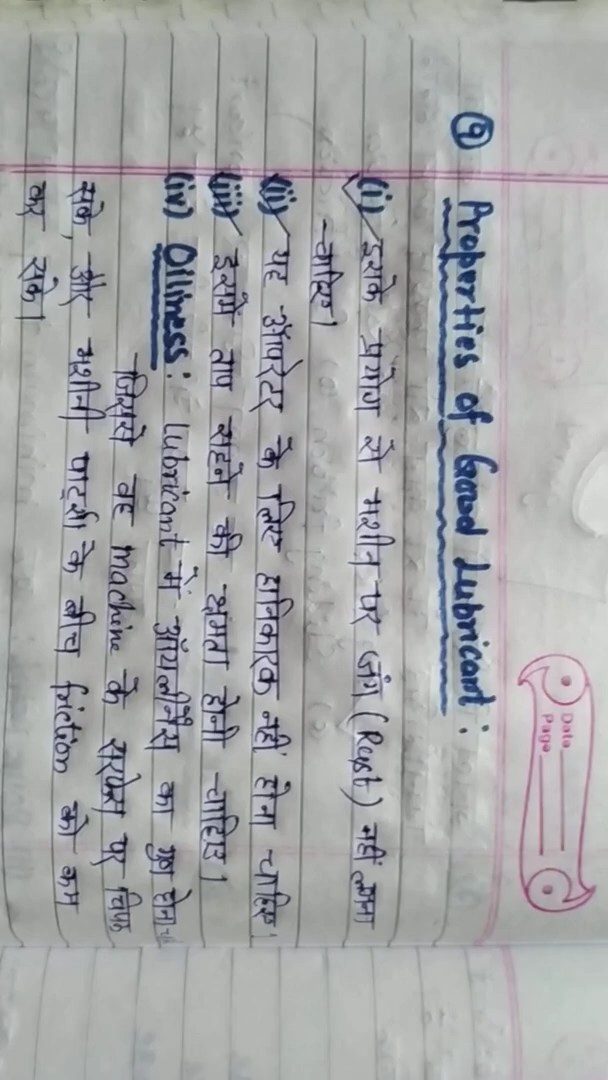 Date
Page
9 Properties of Good Lubricant :
(i) इसके प्रयोग से मशीन पर जंग (Rust) नहीं लगना
चाहिए।
(ii) यह ऑपरेटर के लिए हानिकारक नहीं होना चाहिए।
(iii) इसमें ताप सहने की क्षमता होनी चाहिए।
(iv) Oiliness: Lubricant में ऑयलीनैस का गुण होना
जिससे वह machine के सरफेस पर चिपक
सके, और मशीनी पार्ट्स के बीच friction को कम
कर सके।